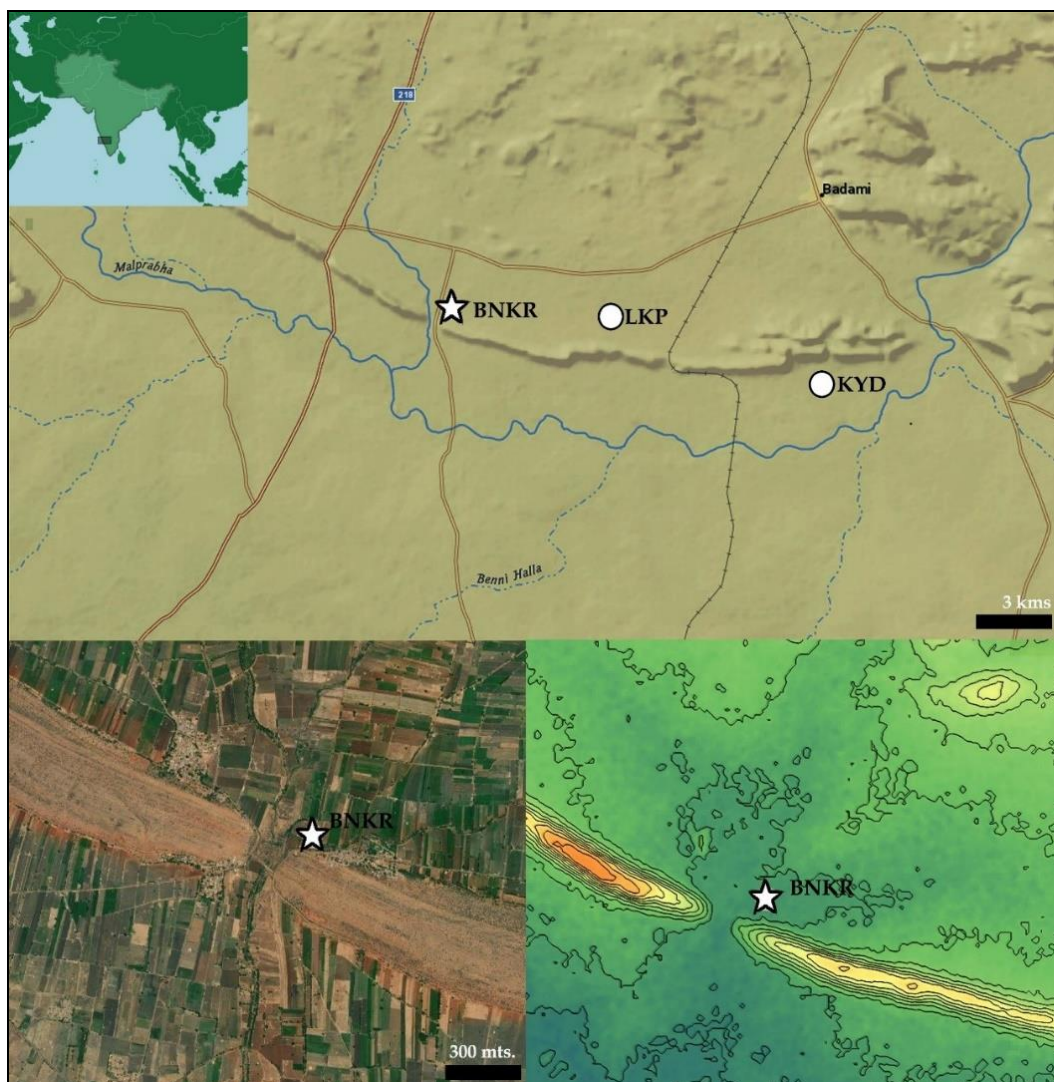 218
Badami
Malprabha
BNKR
LKP
KYD
Benni Halla
3 kms
BNKR
300 mts.
BNKR